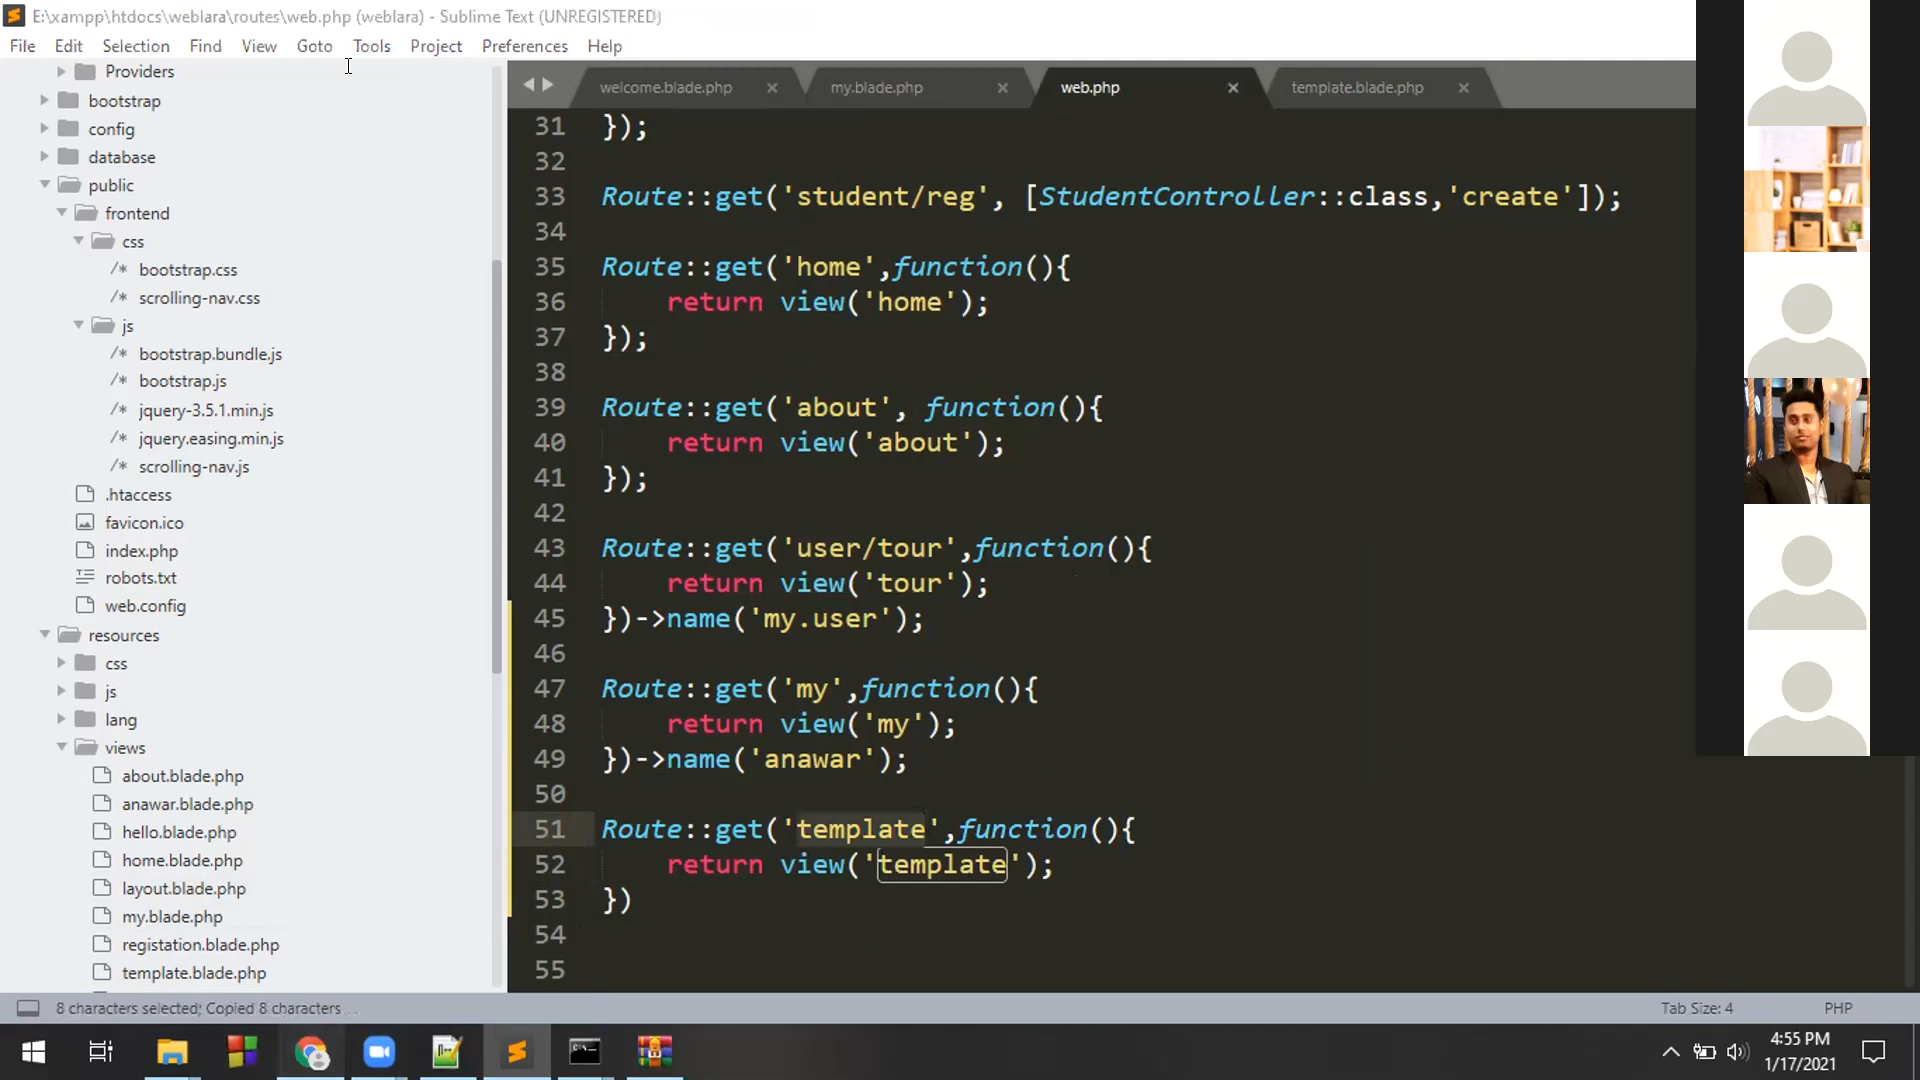 E:\xampp\htdocs\weblara\routes\web.php (weblara) - Sublime Text (UNREGISTERED)
File Edit Selection Find View Goto Tools Project Preferences Help
Providers
bootstrap
config
database
public
frontend
css
/* bootstrap.css
/* scrolling-nav.css
js
/* bootstrap.bundle.js
/* bootstrap.js
/* jquery-3.5.1.min.js
/* jquery.easing.min.js
/* scrolling-nav.js
.htaccess
favicon.ico
index.php
robots.txt
web.config
resources
css
js
lang
views
about.blade.php
anawar.blade.php
hello.blade.php
home.blade.php
layout.blade.php
my.blade.php
registation.blade.php
template.blade.php
welcome.blade.php × my.blade.php × web.php × template.blade.php ×
31 });
32
33 Route::get('student/reg', [StudentController::class,'create']);
34
35 Route::get('home',function(){
36     return view('home');
37 });
38
39 Route::get('about', function(){
40     return view('about');
41 });
42
43 Route::get('user/tour',function(){
44     return view('tour');
45 })->name('my.user');
46
47 Route::get('my',function(){
48     return view('my');
49 })->name('anawar');
50
51 Route::get('template',function(){
52     return view('template');
53 })
54
55
8 characters selected; Copied 8 characters Tab Size: 4 PHP
4:55 PM
1/17/2021